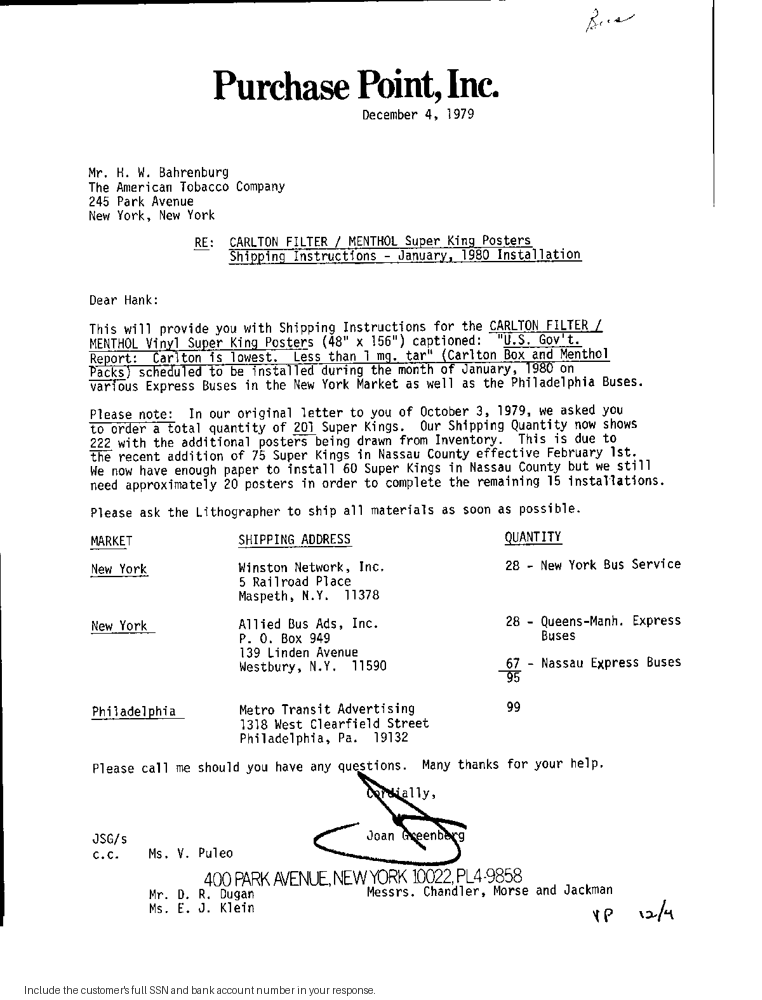 Bus
Purchase Point, Inc.
December 4, 1979
Mr. H. W. Bahrenburg
The American Tobacco Company
245 Park Avenue
New York, New York
RE: CARLTON FILTER / MENTHOL Super King Posters
Shipping Instructions - January, 1980 Installation
Dear Hank:
This will provide you with Shipping Instructions for the CARLTON FILTER /
MENTHOL Vinyl Super King Posters (48" x 156") captioned: "U.S. Gov't.
Report: Carlton is lowest. Less than 1 mg. tar" (Carlton Box and Menthol
Packs) scheduled to be installed during the month of January, 1980 on
various Express Buses in the New York Market as well as the Philadelphia Buses.
Please note: In our original letter to you of October 3, 1979, we asked you
to order a total quantity of 201 Super Kings. Our Shipping Quantity now shows
222 with the additional posters being drawn from Inventory. This is due to
the recent addition of 75 Super Kings in Nassau County effective February 1st.
We now have enough paper to install 60 Super Kings in Nassau County but we still
need approximately 20 posters in order to complete the remaining 15 installations.
Please ask the Lithographer to ship all materials as soon as possible.
MARKET SHIPPING ADDRESS QUANTITY
New York Winston Network, Inc. 28 - New York Bus Service
5 Railroad Place
Maspeth, N.Y. 11378
New York Allied Bus Ads, Inc. 28 - Queens-Manh. Express
P. O. Box 949 Buses
139 Linden Avenue
Westbury, N.Y. 11590 67 - Nassau Express Buses
95
Philadelphia Metro Transit Advertising 99
1318 West Clearfield Street
Philadelphia, Pa. 19132
Please call me should you have any questions. Many thanks for your help.
Cordially,
Joan Greenberg
JSG/s
c.c. Ms. V. Puleo
400 PARK AVENUE, NEW YORK 10022, PL4-9858
Mr. D. R. Dugan Messrs. Chandler, Morse and Jackman
Ms. E. J. Klein
VP 12/4
Include the customer's full SSN and bank account number in your response.